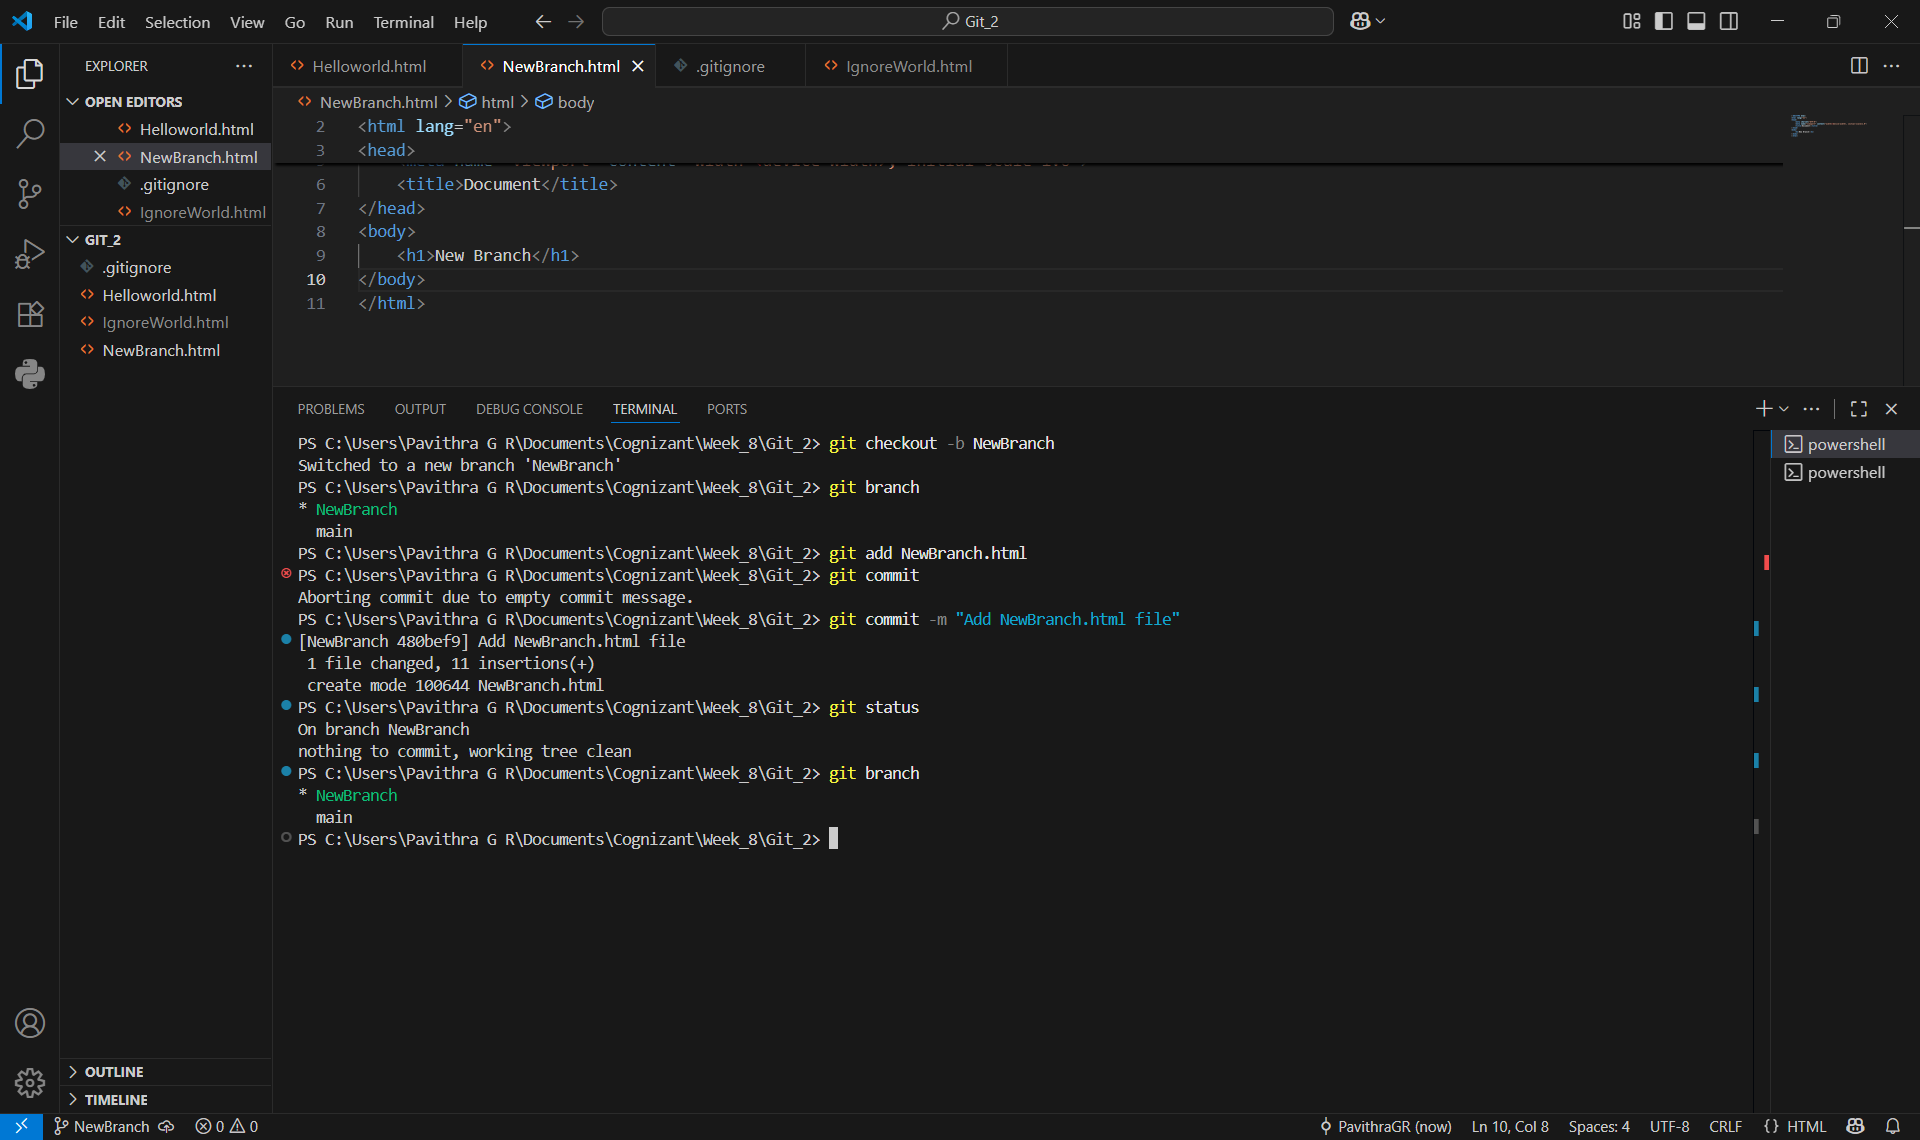 File Edit Selection View Go Run Terminal Help
Git_2
EXPLORER
OPEN EDITORS
Helloworld.html
NewBranch.html
.gitignore
IgnoreWorld.html
GIT_2
.gitignore
Helloworld.html
IgnoreWorld.html
NewBranch.html
OUTLINE
TIMELINE
Helloworld.html NewBranch.html .gitignore IgnoreWorld.html
NewBranch.html > html > body
2 <html lang="en">
3 <head>
6 <title>Document</title>
7 </head>
8 <body>
9 <h1>New Branch</h1>
10 </body>
11 </html>
PROBLEMS OUTPUT DEBUG CONSOLE TERMINAL PORTS
PS C:\Users\Pavithra G R\Documents\Cognizant\Week_8\Git_2> git checkout -b NewBranch
Switched to a new branch 'NewBranch'
PS C:\Users\Pavithra G R\Documents\Cognizant\Week_8\Git_2> git branch
* NewBranch
main
PS C:\Users\Pavithra G R\Documents\Cognizant\Week_8\Git_2> git add NewBranch.html
PS C:\Users\Pavithra G R\Documents\Cognizant\Week_8\Git_2> git commit
Aborting commit due to empty commit message.
PS C:\Users\Pavithra G R\Documents\Cognizant\Week_8\Git_2> git commit -m "Add NewBranch.html file"
[NewBranch 480bef9] Add NewBranch.html file
1 file changed, 11 insertions(+)
create mode 100644 NewBranch.html
PS C:\Users\Pavithra G R\Documents\Cognizant\Week_8\Git_2> git status
On branch NewBranch
nothing to commit, working tree clean
PS C:\Users\Pavithra G R\Documents\Cognizant\Week_8\Git_2> git branch
* NewBranch
main
PS C:\Users\Pavithra G R\Documents\Cognizant\Week_8\Git_2>
powershell
powershell
NewBranch 0 0 PavithraGR (now) Ln 10, Col 8 Spaces: 4 UTF-8 CRLF {} HTML